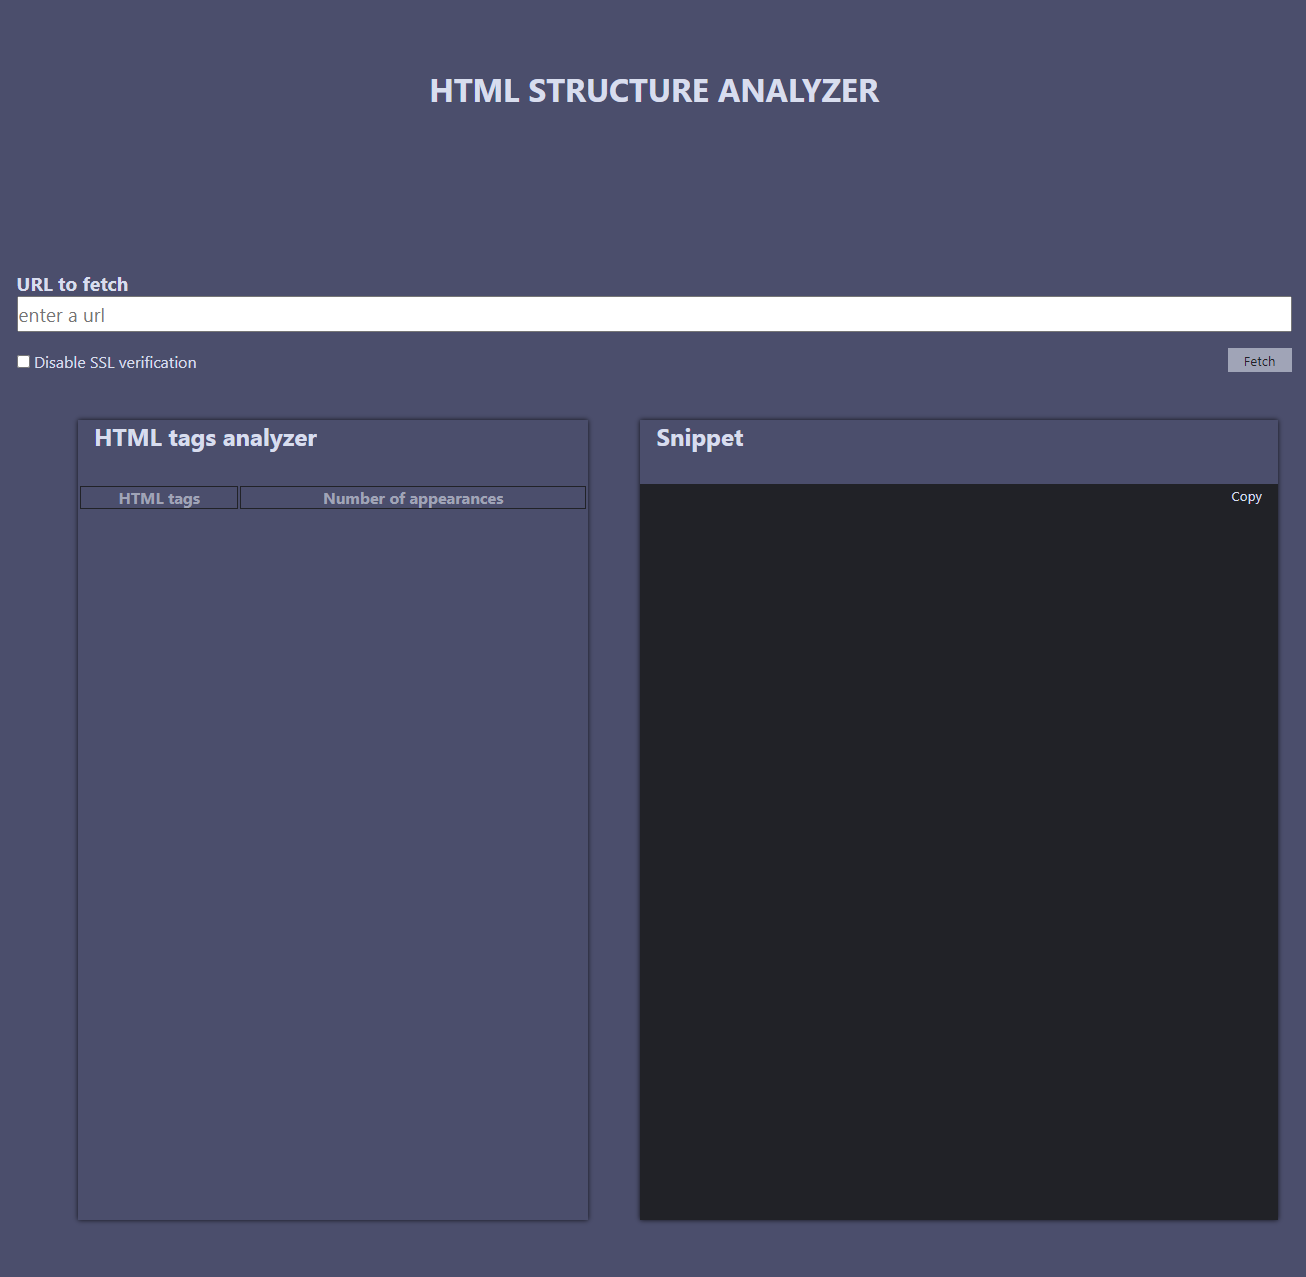 HTML STRUCTURE ANALYZER
URL to fetch
enter a url
Disable SSL verification
Fetch
HTML tags analyzer
HTML tags
Number of appearances
Snippet
Copy